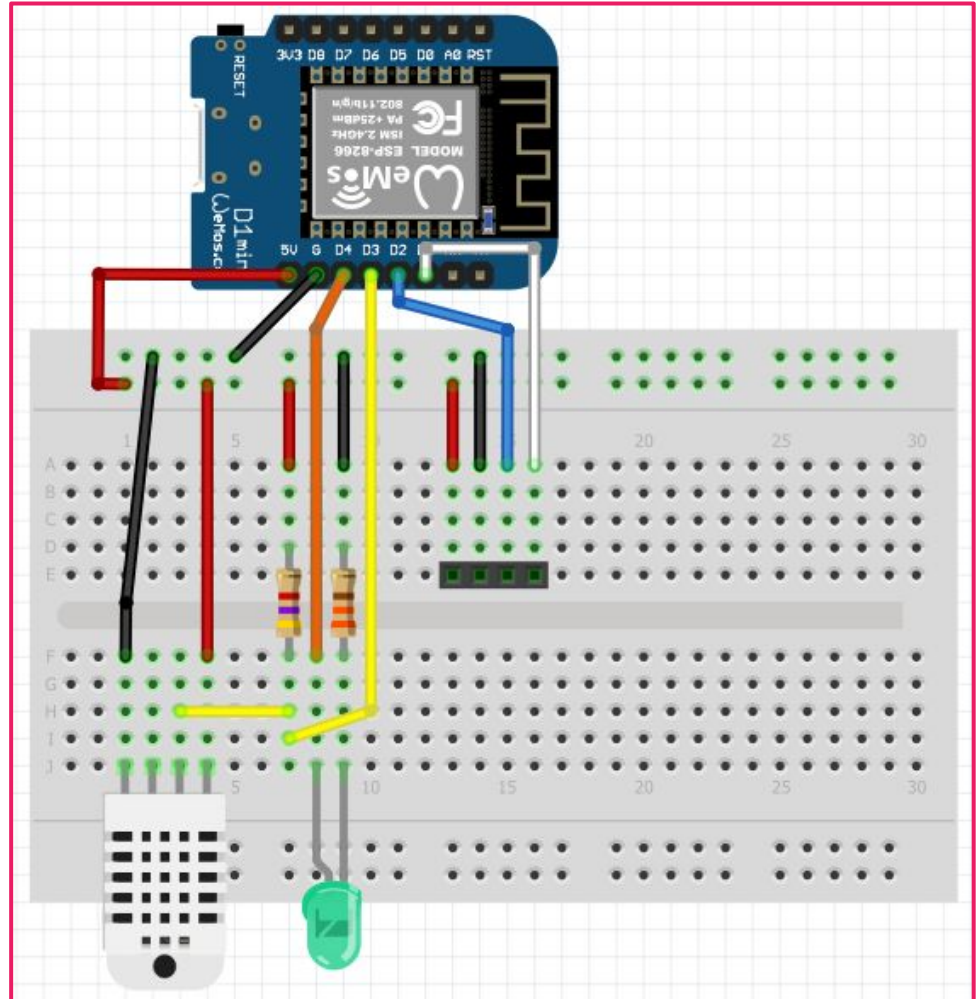 3V3 D8 D7 D6 D5 D0 A0 RST
RESET
802.11b/g/n
PA +25dBm
ISM 2.4GHz
MODEL ESP-8266
FC
WeMos
D1 mini
WeMos.c
5V G D4 D3 D2
1 5 10 15 20 25 30
A
B
C
D
E
F
G
H
I
J
5 10 15 20 25 30